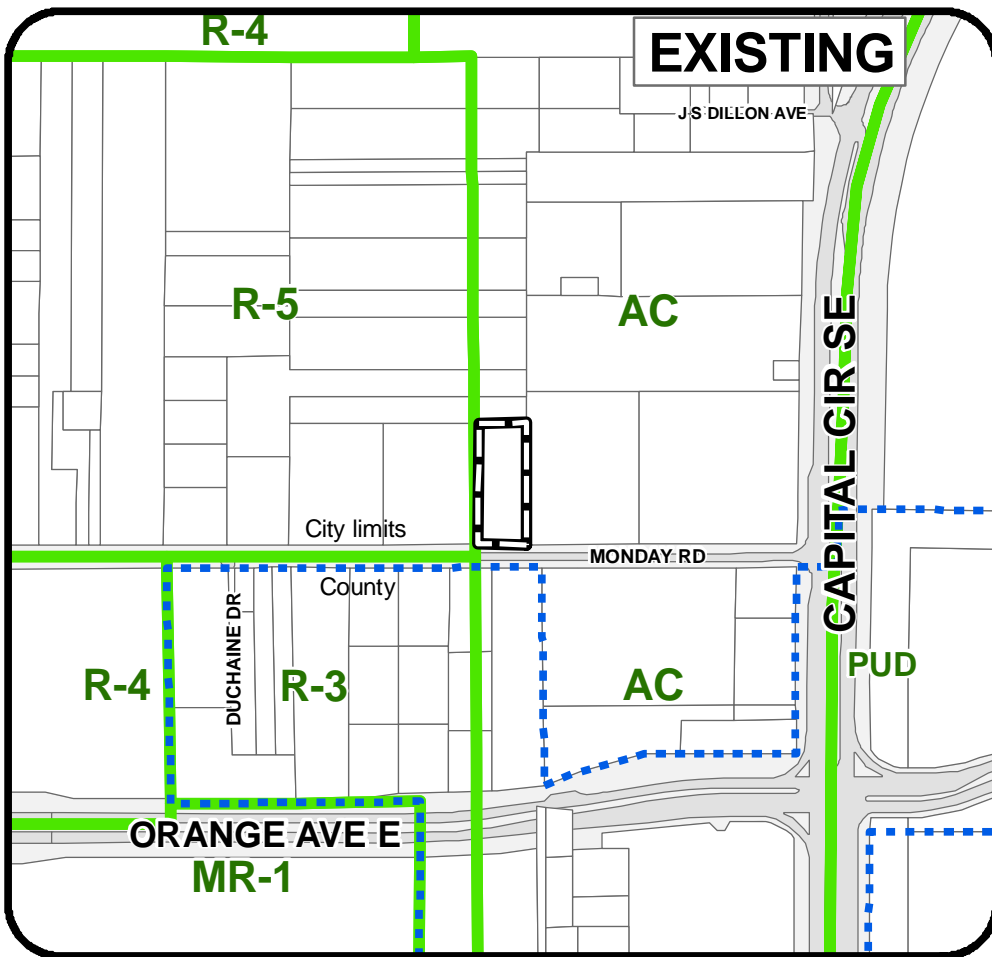 R-4
EXISTING
J S DILLON AVE
R-5
AC
CAPITAL CIR SE
City limits
MONDAY RD
County
DUCHAINE DR
R-4
R-3
AC
PUD
ORANGE AVE E
MR-1